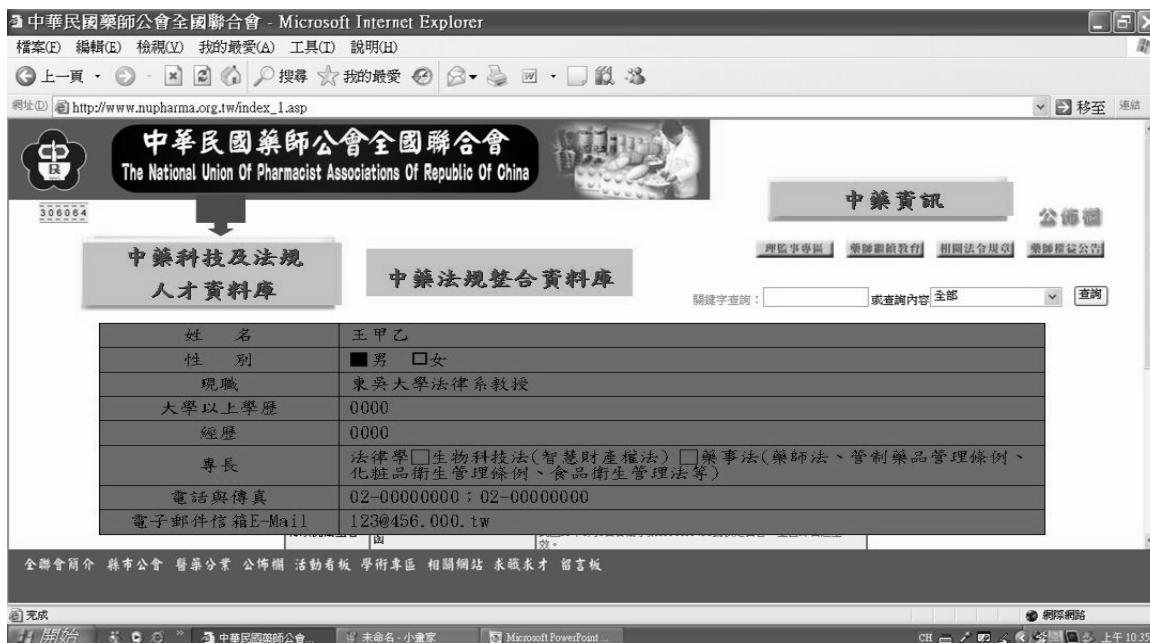 中華民國藥師公會全國聯合會 - Microsoft Internet Explorer
檔案(F) 編輯(E) 檢視(V) 我的最愛(A) 工具(T) 說明(H)
上一頁 搜尋 我的最愛
網址(D) http://www.nupharma.org.tw/index_1.asp 移至 連結
中華民國藥師公會全國聯合會
The National Union Of Pharmacist Associations Of Republic Of China
306064
中藥資訊
公佈欄
理監事專區 藥師繼續教育 相關法令規章 藥師權益公告
中藥科技及法規
人才資料庫
中藥法規整合資料庫
關鍵字查詢： 或查詢內容 全部 查詢
姓 名 王甲乙
性 別 ■男 □女
現職 東吳大學法律系教授
大學以上學歷 0000
經歷 0000
專長 法律學□生物科技法(智慧財產權法) □藥事法(藥師法、管制藥品管理條例、
化粧品衛生管理條例、食品衛生管理法等)
電話與傳真 02-00000000；02-00000000
電子郵件信箱E-Mail 123@456.000.tw
函
效。
全聯會簡介 縣市公會 醫藥分業 公佈欄 活動看板 學術專區 相關網站 求職求才 留言板
完成 網際網路
開始 中華民國藥師公會... 未命名 - 小畫家 Microsoft PowerPoint ... CH 上午 10:35